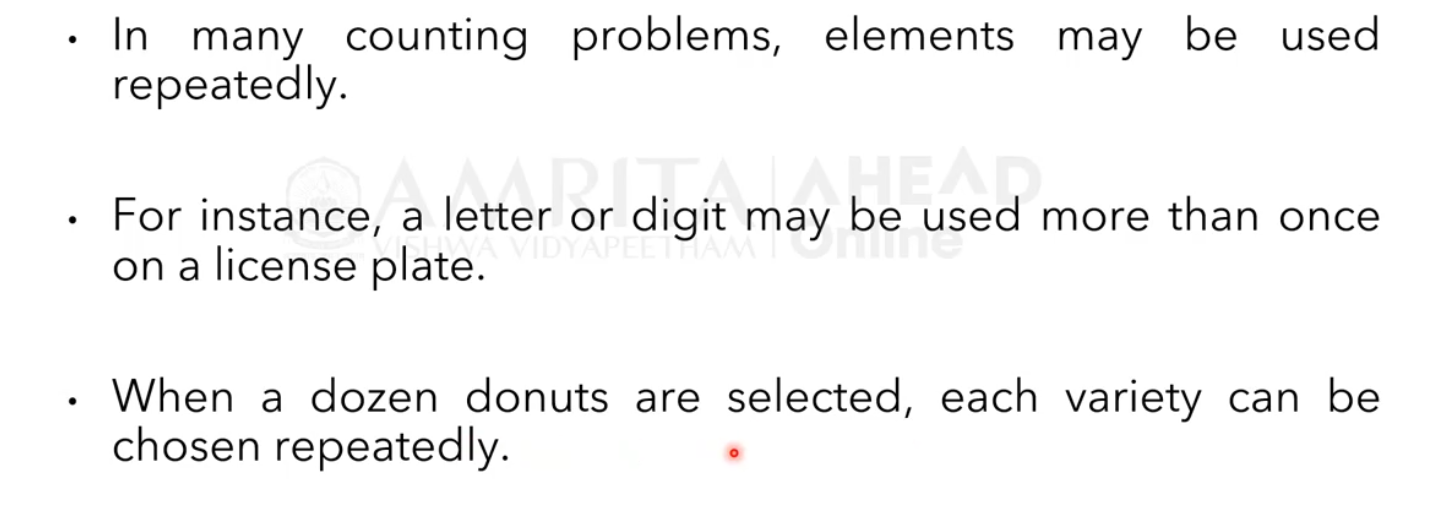 • In many counting problems, elements may be used
repeatedly.
AMRITA AHEAD
• For instance, a letter or digit may be used more than once
VISHWA VIDYAPEETHAM Online
on a license plate.
• When a dozen donuts are selected, each variety can be
chosen repeatedly.